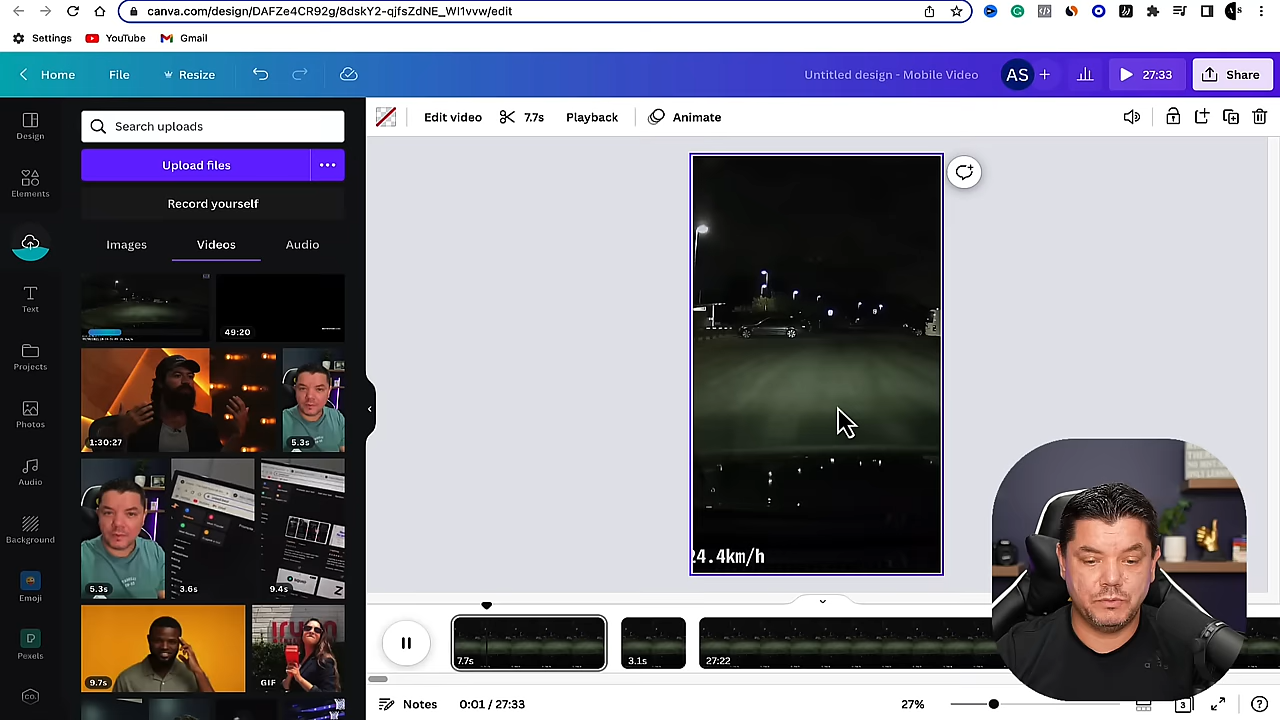 canva.com/design/DAFZe4CR92g/8dskY2-qjfsZdNE_WI1vvw/edit
Settings YouTube Gmail
Home File Resize Untitled design - Mobile Video AS 27:33 Share
Search uploads Edit video 7.7s Playback Animate
Design
Upload files
Elements
Record yourself
Images Videos Audio
Text
49:20
Projects
1:30:27 5.3s
Photos
Audio
Background
5.3s 3.6s 9.4s
24.4km/h
Emoji
Pexels
9.7s GIF
7.7s 3.1s 27:22
CO.
Notes 0:01 / 27:33 27% 3